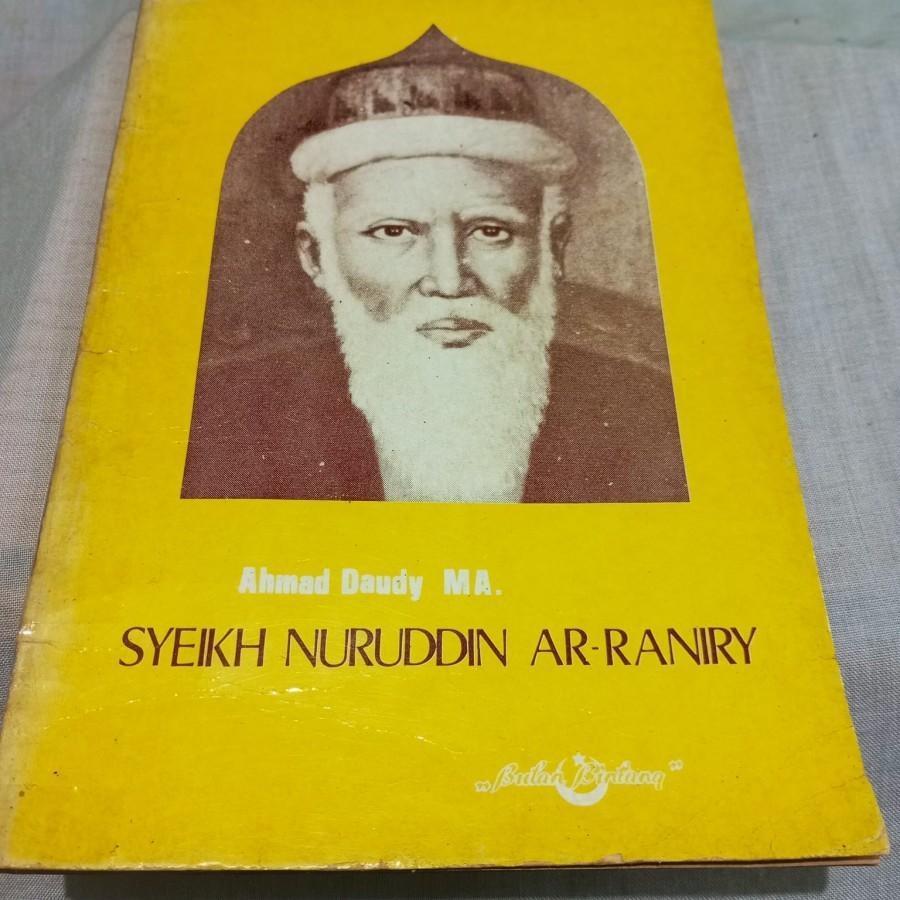 Ahmad Daudy MA.
SYEIKH NURUDDIN AR-RANIRY
„Bulan Bintang”